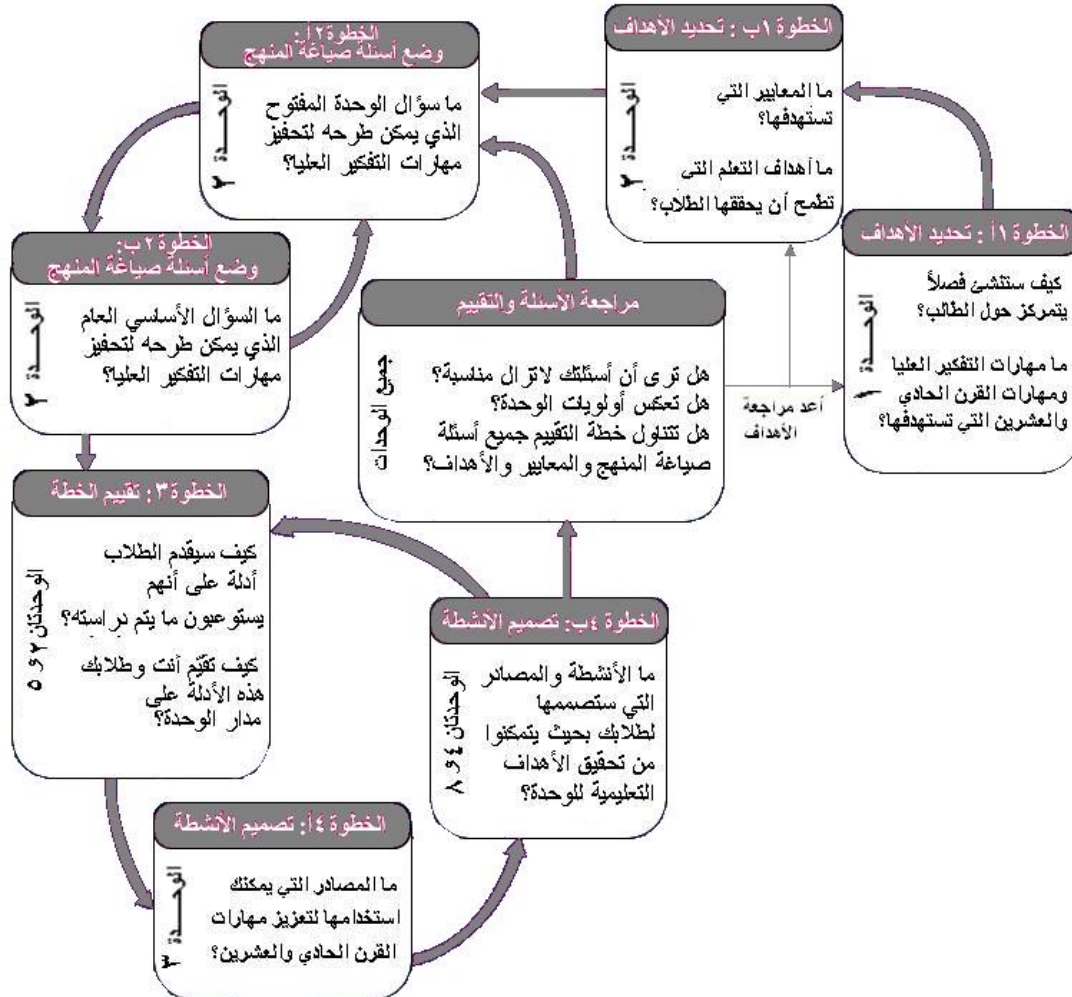 الخطوة ١أ : تحديد الأهداف
كيف ستنشئ فصلاً
يتمركز حول الطالب؟
ما مهارات التفكير العليا
ومهارات القرن الحادي
والعشرين التي تستهدفها؟
الوحـــدة ١
الخطوة ١ب : تحديد الأهداف
ما المعايير التي
تستهدفها؟
ما أهداف التعلم التي
تطمح أن يحققها الطلاب؟
الوحـــدة ٢
الخطوة ٢أ:
وضع أسئلة صياغة المنهج
ما سؤال الوحدة المفتوح
الذي يمكن طرحه لتحفيز
مهارات التفكير العليا؟
الوحـــدة ٢
الخطوة ٢ب:
وضع أسئلة صياغة المنهج
ما السؤال الأساسي العام
الذي يمكن طرحه لتحفيز
مهارات التفكير العليا؟
الوحـــدة ٢
الخطوة ٣: تقييم الخطة
كيف سيقدم الطلاب
أدلة على أنهم
يستوعبون ما يتم دراسته؟
كيف تقيّم أنت وطلابك
هذه الأدلة على
مدار الوحدة؟
الوحدتان ٢ و ٥
الخطوة ٤أ: تصميم الأنشطة
ما المصادر التي يمكنك
استخدامها لتعزيز مهارات
القرن الحادي والعشرين؟
الوحـــدة ٣
الخطوة ٤ب: تصميم الأنشطة
ما الأنشطة والمصادر
التي ستصممها
لطلابك بحيث يتمكنوا
من تحقيق الأهداف
التعليمية للوحدة؟
الوحدتان ٤ و ٨
مراجعة الأسئلة والتقييم
هل ترى أن أسئلتك لاتزال مناسبة؟
هل تعكس أولويات الوحدة؟
هل تتناول خطة التقييم جميع أسئلة
صياغة المنهج والمعايير والأهداف؟
جميع الوحدات
أعد مراجعة
الأهداف